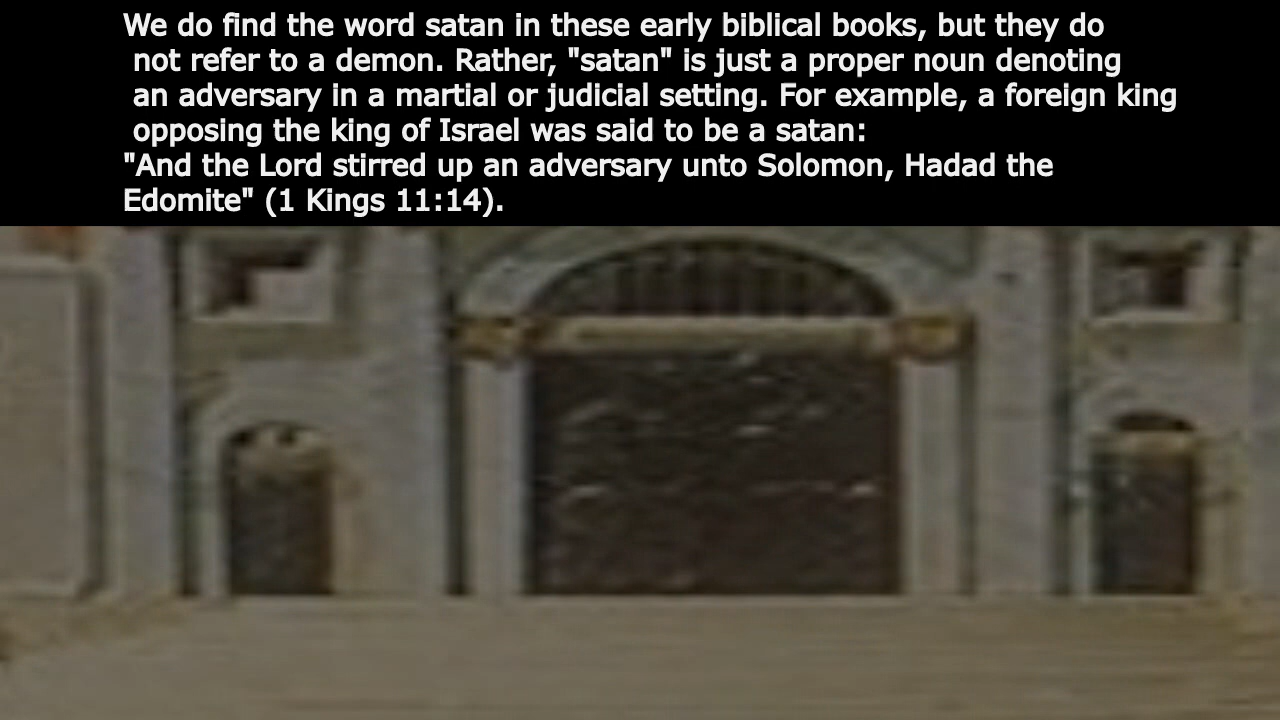 We do find the word satan in these early biblical books, but they do
not refer to a demon. Rather, "satan" is just a proper noun denoting
an adversary in a martial or judicial setting. For example, a foreign king
opposing the king of Israel was said to be a satan:
"And the Lord stirred up an adversary unto Solomon, Hadad the
Edomite" (1 Kings 11:14).